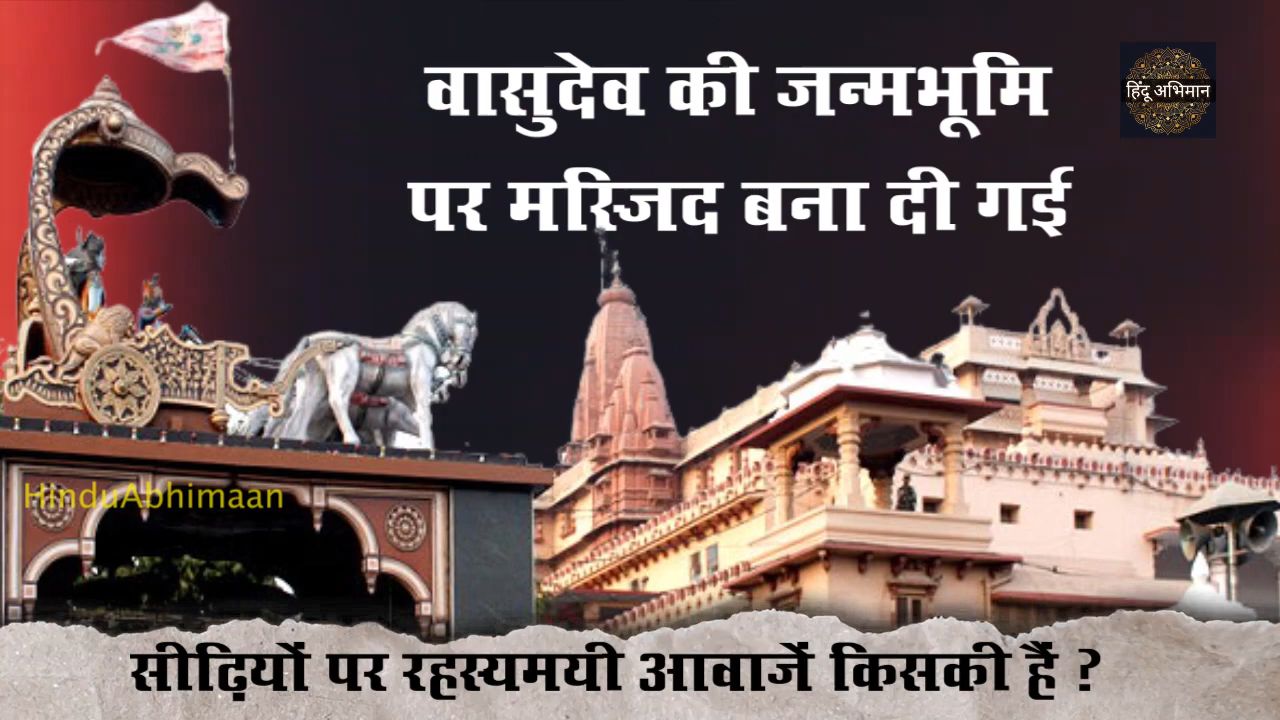 वासुदेव की जन्मभूमि
हिंदू अभिमान
पर मस्जिद बना दी गई
HinduAbhimaan
सीढ़ियों पर रहस्यमयी आवाजें किसकी हैं ?